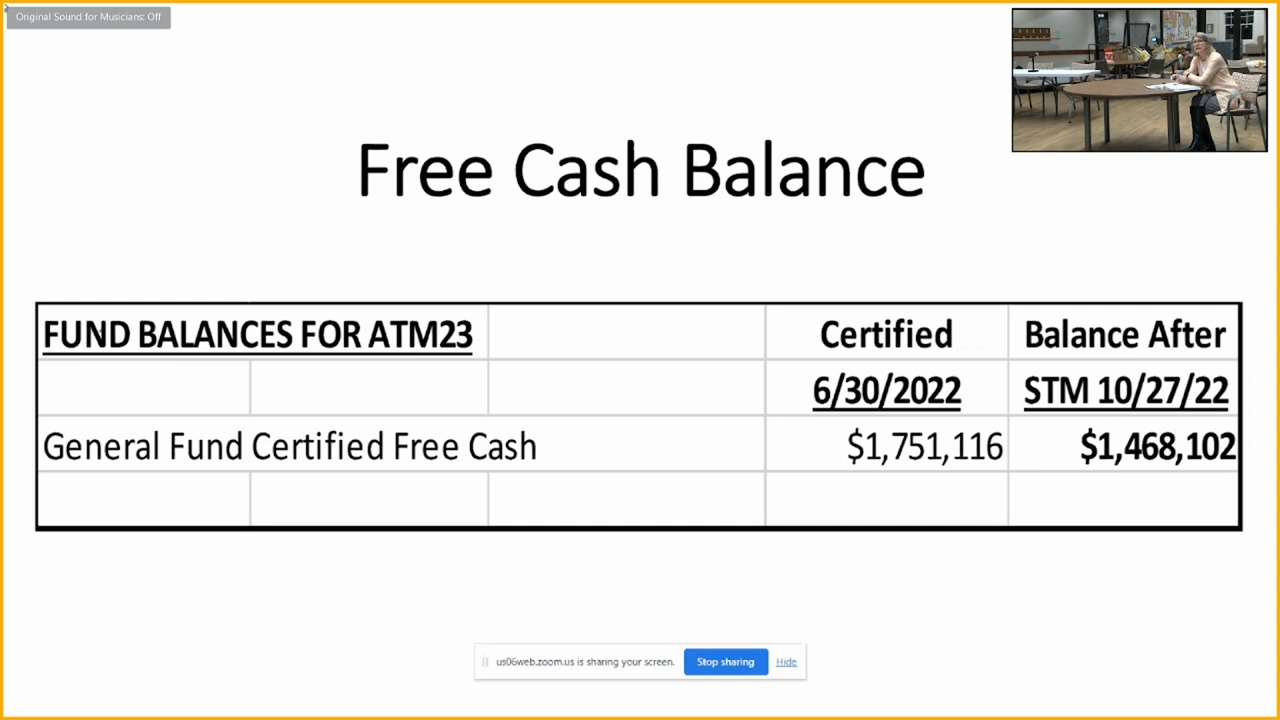 Original Sound for Musicians: Off
Free Cash Balance
FUND BALANCES FOR ATM23 Certified Balance After
6/30/2022 STM 10/27/22
General Fund Certified Free Cash $1,751,116 $1,468,102
us06web.zoom.us is sharing your screen. Stop sharing Hide